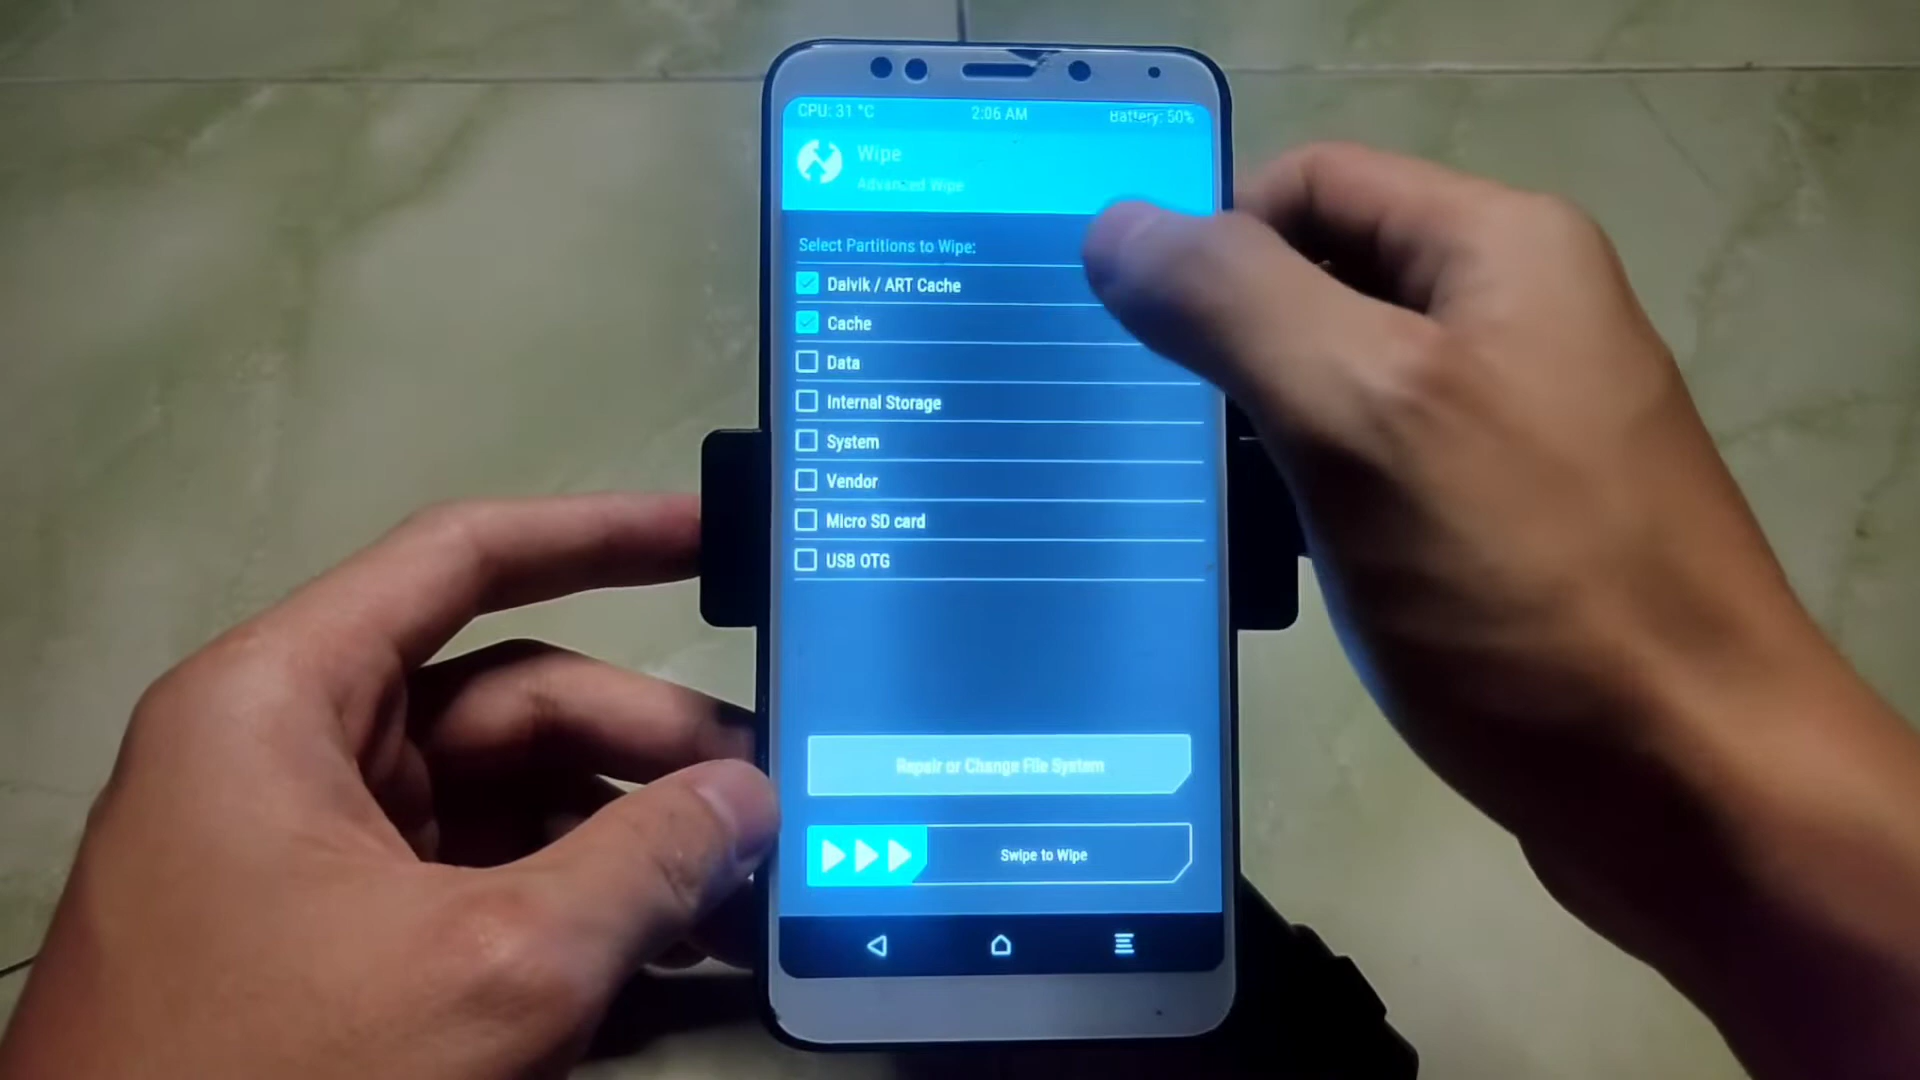 CPU: 31 °C 2:06 AM Battery: 50%
Wipe
Advanced Wipe
Select Partitions to Wipe:
Dalvik / ART Cache
Cache
Data
Internal Storage
System
Vendor
Micro SD card
USB OTG
Repair or Change File System
Swipe to Wipe